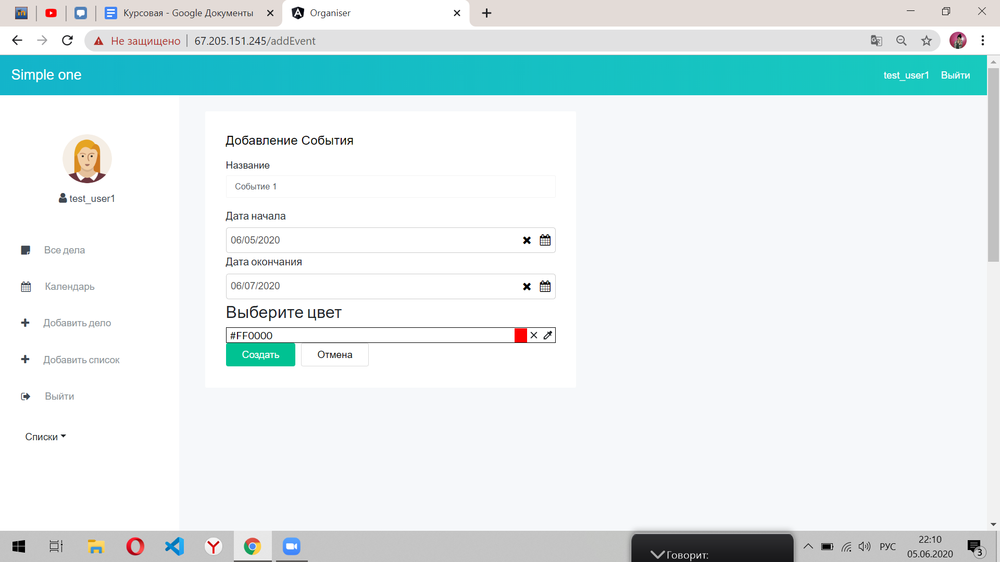 Курсовая - Google Документы
Organiser
Не защищено
67.205.151.245/addEvent
Simple one
test_user1
Выйти
test_user1
Все дела
Календарь
Добавить дело
Добавить список
Выйти
Списки
Добавление События
Название
Событие 1
Дата начала
06/05/2020
Дата окончания
06/07/2020
Выберите цвет
#FF0000
Создать
Отмена
Говорит:
РУС
22:10
05.06.2020
3